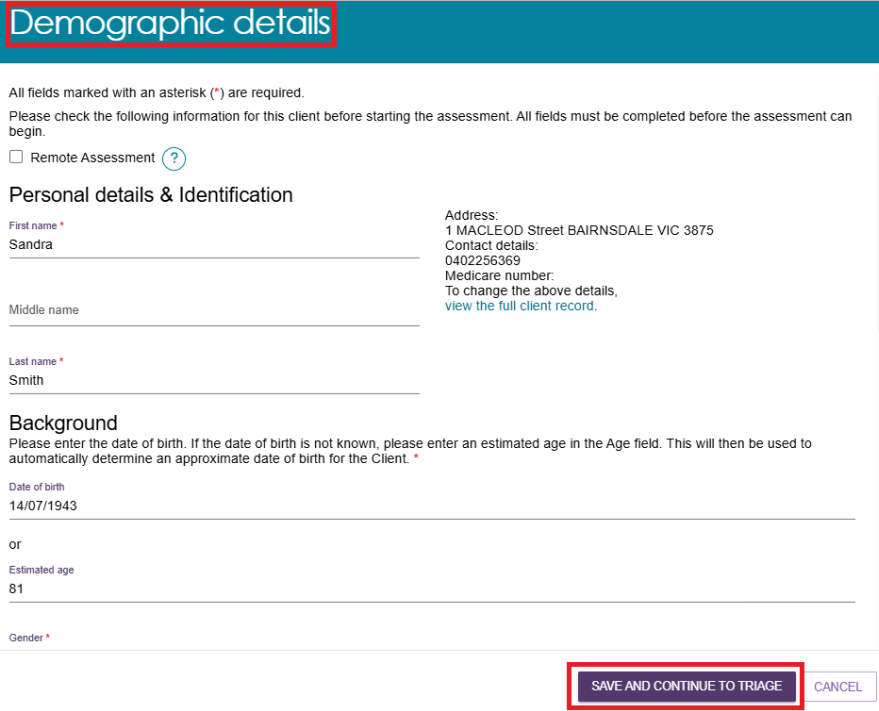 Demographic details
All fields marked with an asterisk (*) are required.
Please check the following information for this client before starting the assessment. All fields must be completed before the assessment can
begin.
Remote Assessment ?
Personal details & Identification
First name *
Sandra
Middle name
Last name *
Smith
Address:
1 MACLEOD Street BAIRNSDALE VIC 3875
Contact details:
0402256369
Medicare number:
To change the above details,
view the full client record.
Background
Please enter the date of birth. If the date of birth is not known, please enter an estimated age in the Age field. This will then be used to
automatically determine an approximate date of birth for the Client. *
Date of birth
14/07/1943
or
Estimated age
81
Gender *
SAVE AND CONTINUE TO TRIAGE
CANCEL